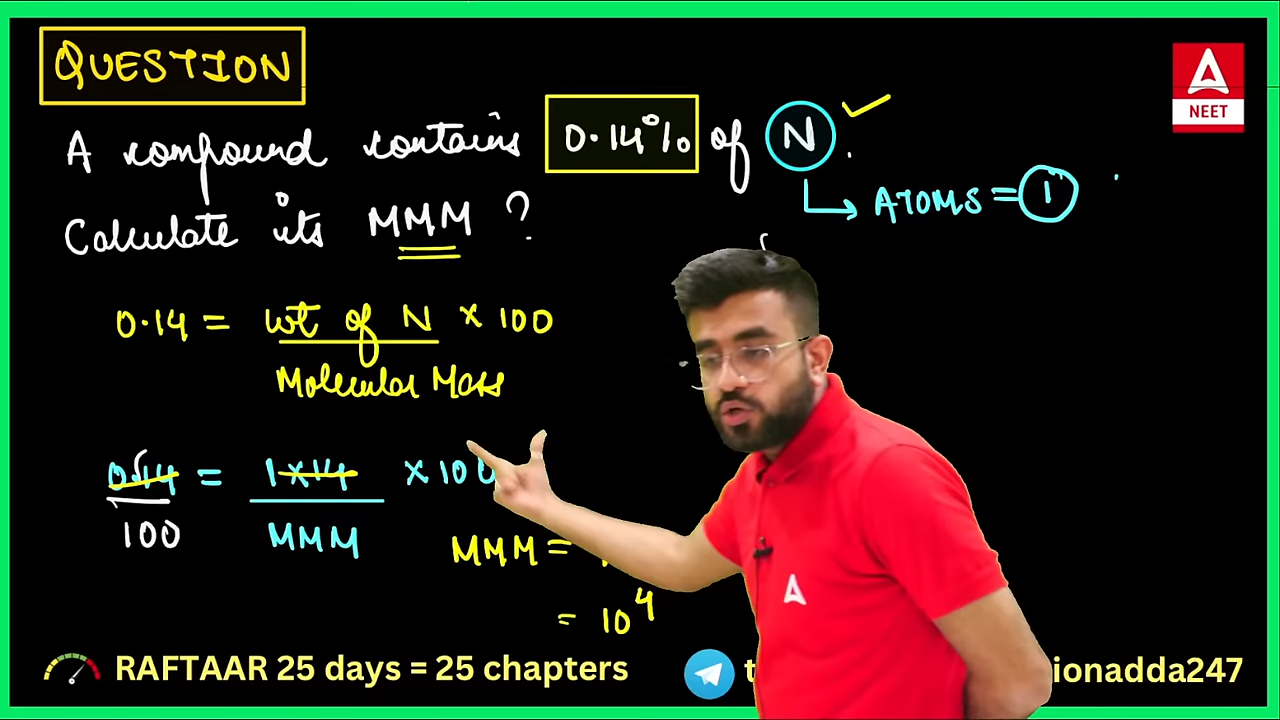 QUESTION
NEET
A compound contains 0.14% of N.
ATOMS = 1
Calculate its MMM ?
0.14 = wt of N × 100
Molecular Mass
0.14 = 1×14 × 100
100 MMM
MMM =
= 10⁴
RAFTAAR 25 days = 25 chapters
ionadda247